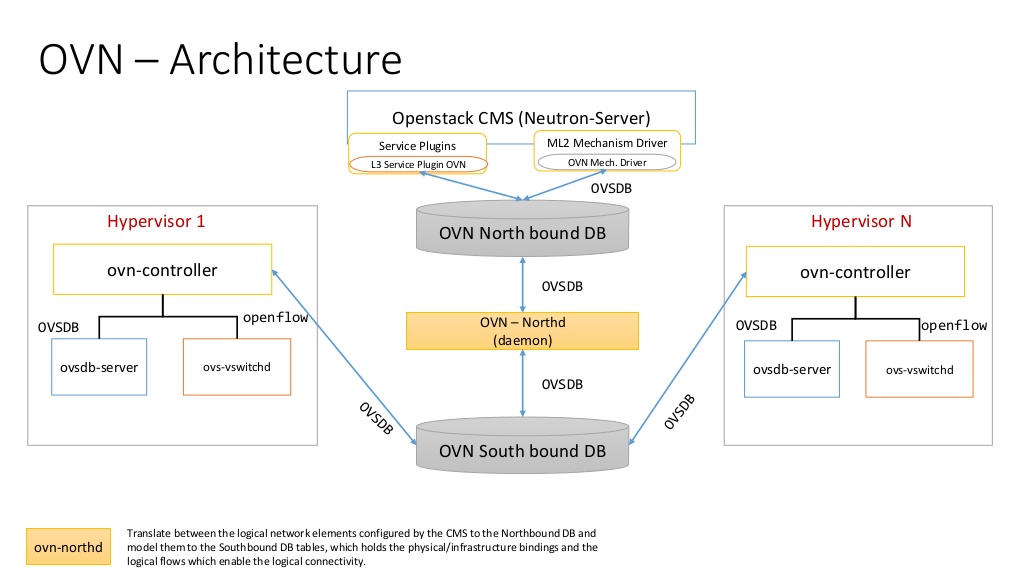 OVN – Architecture
Openstack CMS (Neutron-Server)
Service Plugins
L3 Service Plugin OVN
ML2 Mechanism Driver
OVN Mech. Driver
OVSDB
OVN North bound DB
Hypervisor 1
ovn-controller
OVSDB
openflow
ovsdb-server
ovs-vswitchd
OVSDB
OVSDB
OVN – Northd
(daemon)
OVSDB
OVN South bound DB
Hypervisor N
ovn-controller
OVSDB
openflow
ovsdb-server
ovs-vswitchd
OVSDB
ovn-northd
Translate between the logical network elements configured by the CMS to the Northbound DB and
model them to the Southbound DB tables, which holds the physical/infrastructure bindings and the
logical flows which enable the logical connectivity.